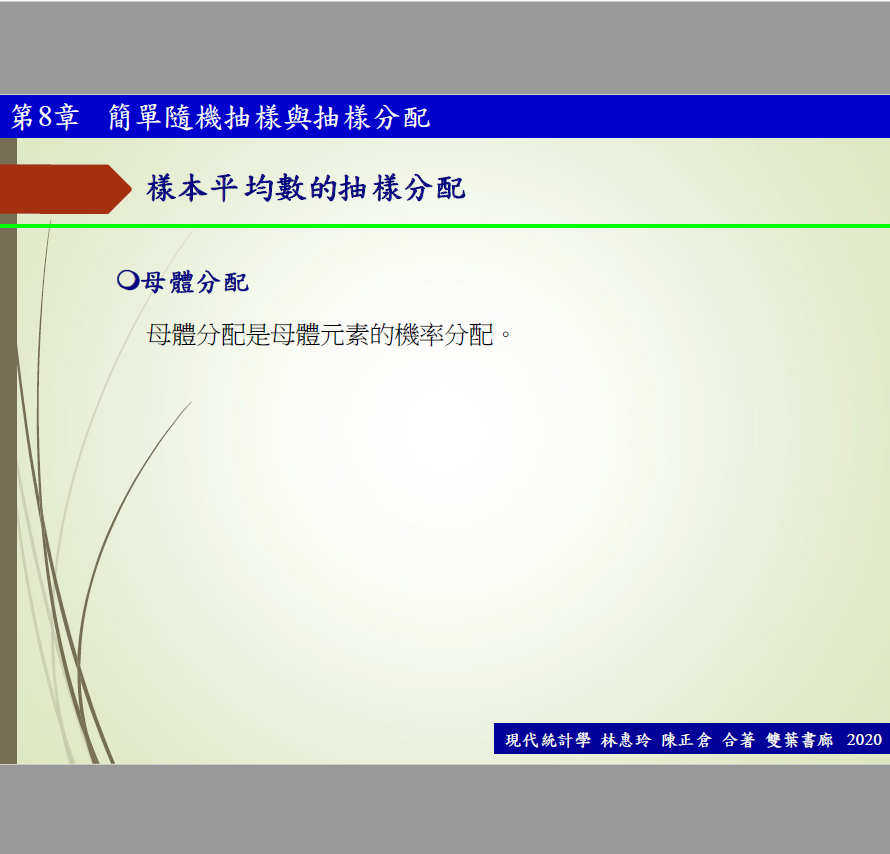 第8章 簡單隨機抽樣與抽樣分配
樣本平均數的抽樣分配
母體分配
母體分配是母體元素的機率分配。
現代統計學 林惠玲 陳正倉 合著 雙葉書廊 2020